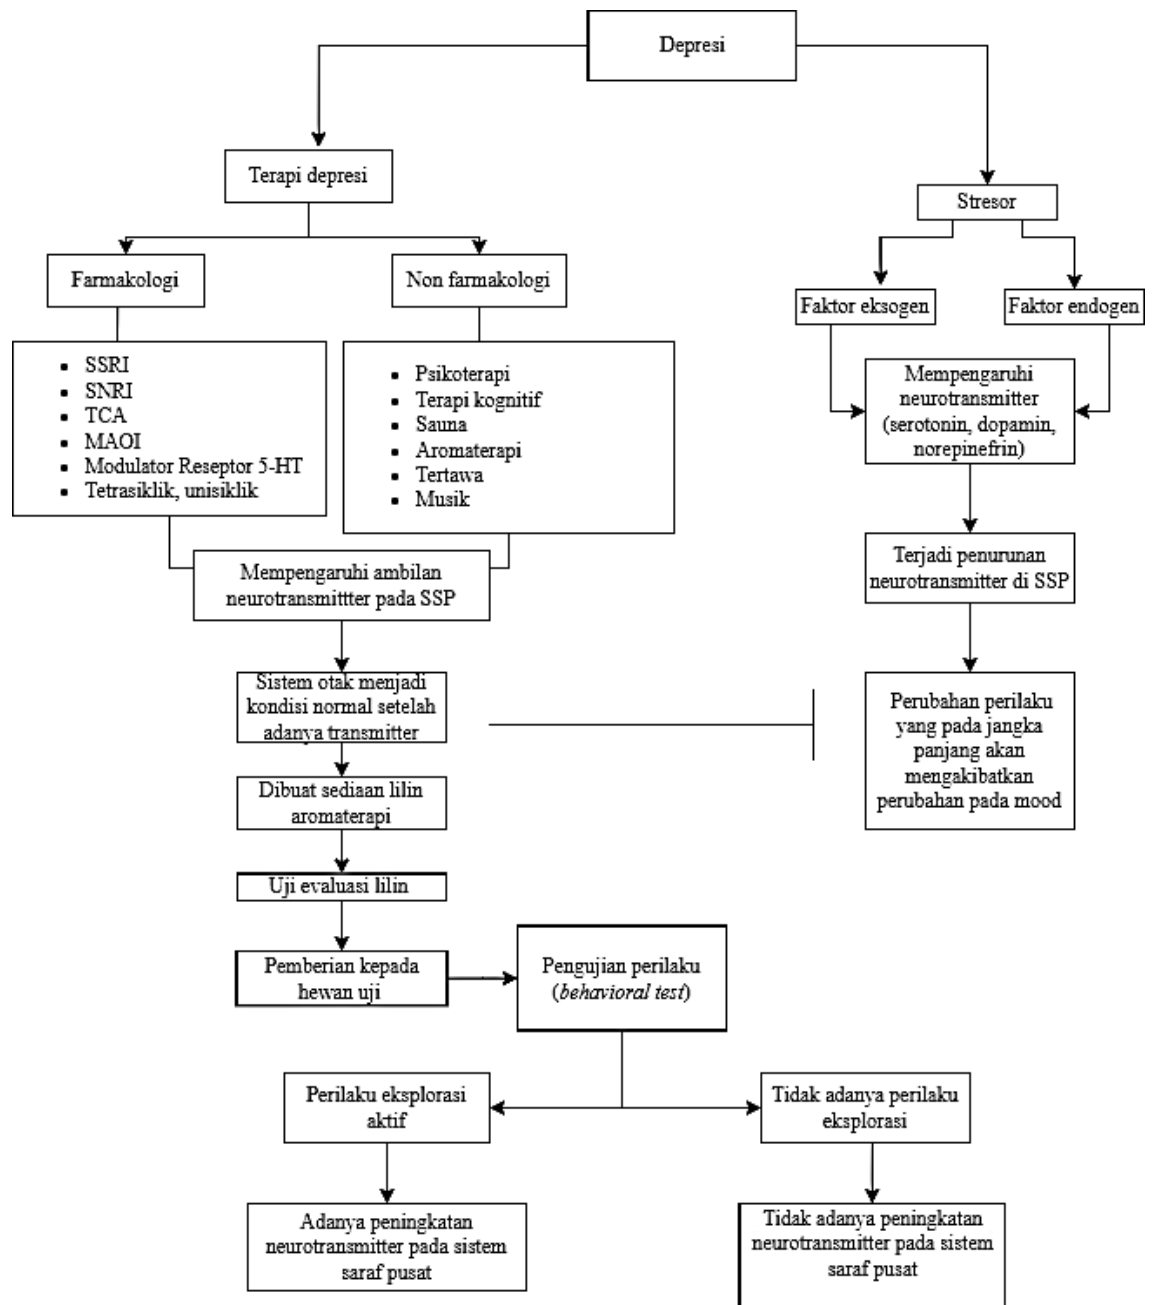 Depresi
Terapi depresi
Stresor
Farmakologi
Non farmakologi
Faktor eksogen
Faktor endogen
• SSRI
• SNRI
• TCA
• MAOI
• Modulator Reseptor 5-HT
• Tetrasiklik, unisiklik
• Psikoterapi
• Terapi kognitif
• Sauna
• Aromaterapi
• Tertawa
• Musik
Mempengaruhi
neurotransmitter
(serotonin, dopamin,
norepinefrin)
Mempengaruhi ambilan
neurotransmittter pada SSP
Terjadi penurunan
neurotransmitter di SSP
Sistem otak menjadi
kondisi normal setelah
adanya transmitter
Perubahan perilaku
yang pada jangka
panjang akan
mengakibatkan
perubahan pada mood
Dibuat sediaan lilin
aromaterapi
Uji evaluasi lilin
Pemberian kepada
hewan uji
Pengujian perilaku
(behavioral test)
Perilaku eksplorasi
aktif
Tidak adanya perilaku
eksplorasi
Adanya peningkatan
neurotransmitter pada sistem
saraf pusat
Tidak adanya peningkatan
neurotransmitter pada sistem
saraf pusat